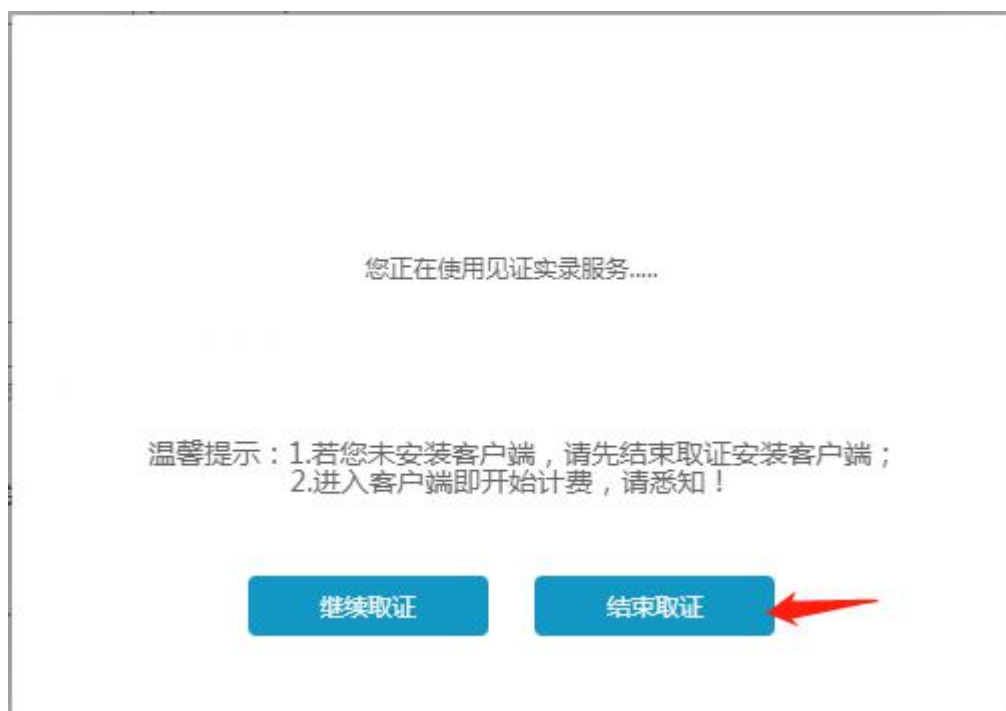 您正在使用见证实录服务.....
温馨提示：1.若您未安装客户端，请先结束取证安装客户端；
2.进入客户端即开始计费，请悉知！
继续取证
结束取证